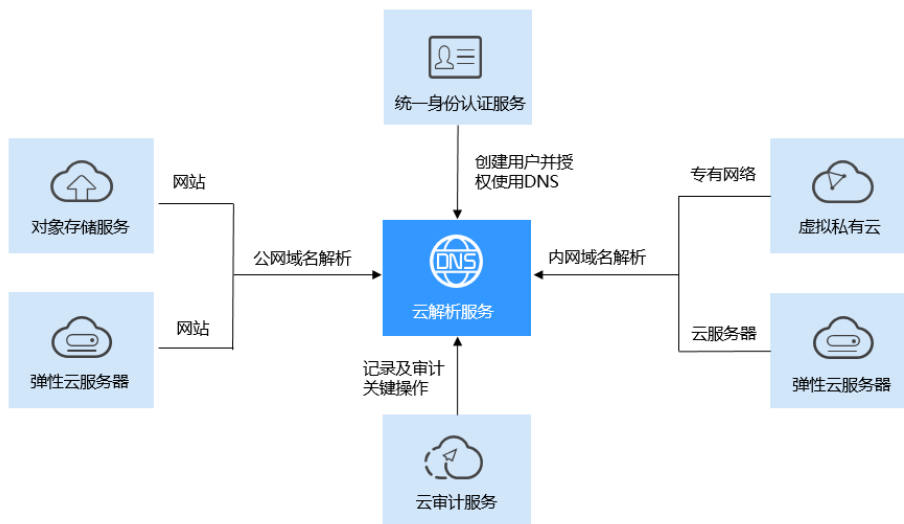 统一身份认证服务
创建用户并授
权使用DNS
对象存储服务
网站
公网域名解析
网站
弹性云服务器
DNS
云解析服务
专有网络
虚拟私有云
内网域名解析
云服务器
弹性云服务器
记录及审计
关键操作
云审计服务